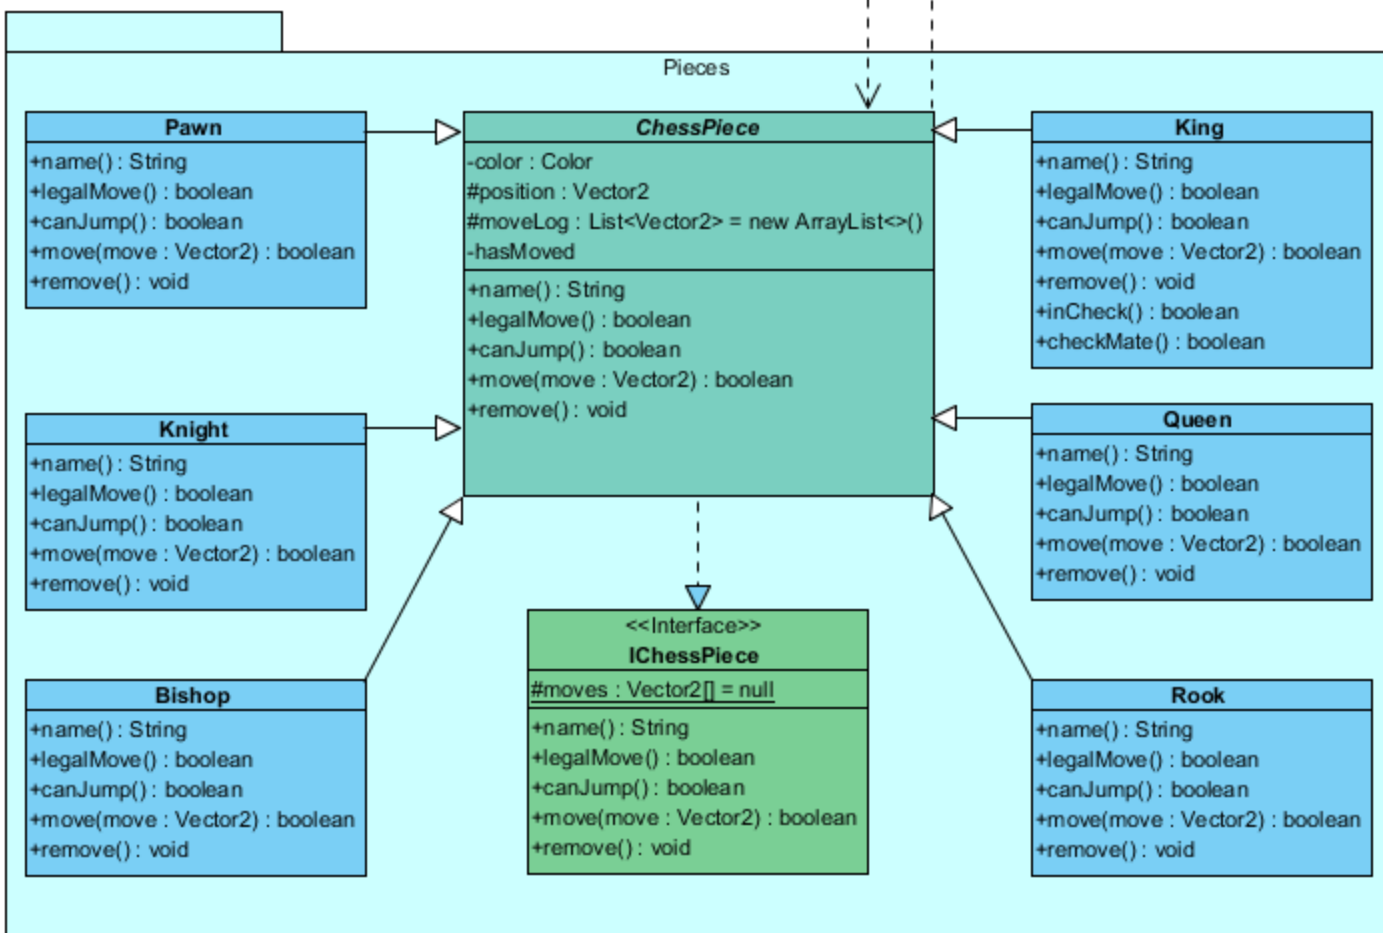 Pieces
Pawn
+name() : String
+legalMove() : boolean
+canJump() : boolean
+move(move : Vector2) : boolean
+remove() : void
ChessPiece
-color : Color
#position : Vector2
#moveLog : List<Vector2> = new ArrayList<>()
-hasMoved
+name() : String
+legalMove() : boolean
+canJump() : boolean
+move(move : Vector2) : boolean
+remove() : void
King
+name() : String
+legalMove() : boolean
+canJump() : boolean
+move(move : Vector2) : boolean
+remove() : void
+inCheck() : boolean
+checkMate() : boolean
Knight
+name() : String
+legalMove() : boolean
+canJump() : boolean
+move(move : Vector2) : boolean
+remove() : void
Queen
+name() : String
+legalMove() : boolean
+canJump() : boolean
+move(move : Vector2) : boolean
+remove() : void
Bishop
+name() : String
+legalMove() : boolean
+canJump() : boolean
+move(move : Vector2) : boolean
+remove() : void
<<Interface>>
IChessPiece
#moves : Vector2[] = null
+name() : String
+legalMove() : boolean
+canJump() : boolean
+move(move : Vector2) : boolean
+remove() : void
Rook
+name() : String
+legalMove() : boolean
+canJump() : boolean
+move(move : Vector2) : boolean
+remove() : void